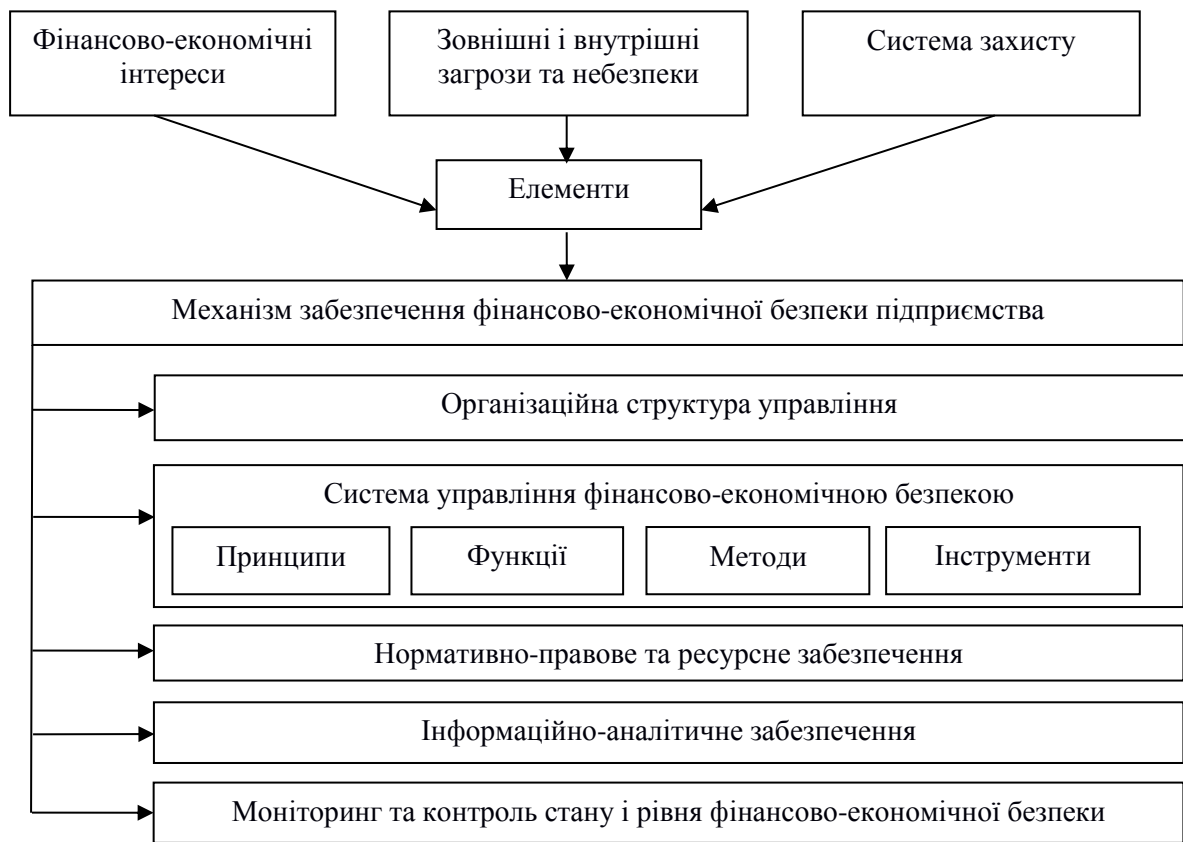 Фінансово-економічні
інтереси
Зовнішні і внутрішні
загрози та небезпеки
Система захисту
Елементи
Механізм забезпечення фінансово-економічної безпеки підприємства
Організаційна структура управління
Система управління фінансово-економічною безпекою
Принципи
Функції
Методи
Інструменти
Нормативно-правове та ресурсне забезпечення
Інформаційно-аналітичне забезпечення
Моніторинг та контроль стану і рівня фінансово-економічної безпеки